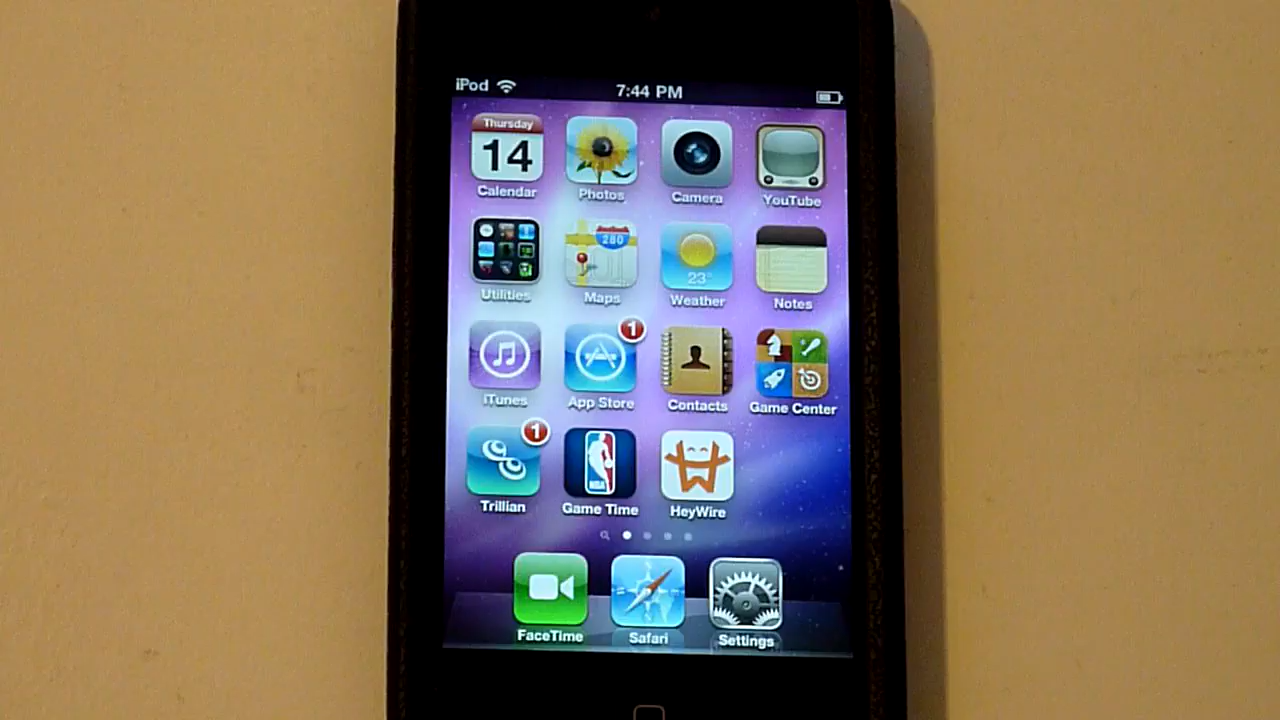 iPod 7:44 PM
Thursday
14
Calendar Photos Camera YouTube
280
23°
Utilities Maps Weather Notes
1
iTunes App Store Contacts Game Center
1
NBA
Trillian Game Time HeyWire
FaceTime Safari Settings